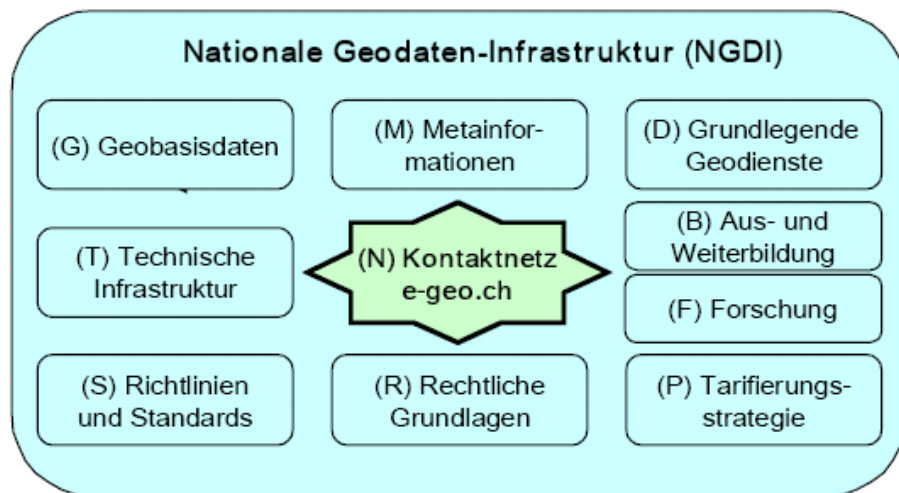 Nationale Geodaten-Infrastruktur (NGDI)
(G) Geobasisdaten
(M) Metainfor-
mationen
(D) Grundlegende
Geodienste
(T) Technische
Infrastruktur
(N) Kontaktnetz
e-geo.ch
(B) Aus- und
Weiterbildung
(F) Forschung
(S) Richtlinien
und Standards
(R) Rechtliche
Grundlagen
(P) Tarifierungs-
strategie